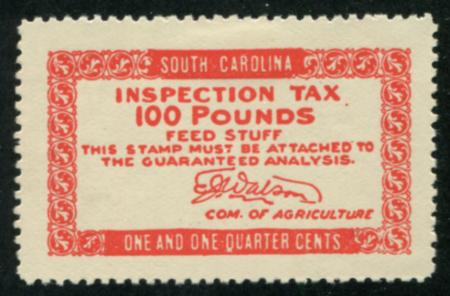 SOUTH CAROLINA
INSPECTION TAX
100 POUNDS
FEED STUFF
THIS STAMP MUST BE ATTACHED TO
THE GUARANTEED ANALYSIS.
E J Watson
COM. OF AGRICULTURE
ONE AND ONE QUARTER CENTS